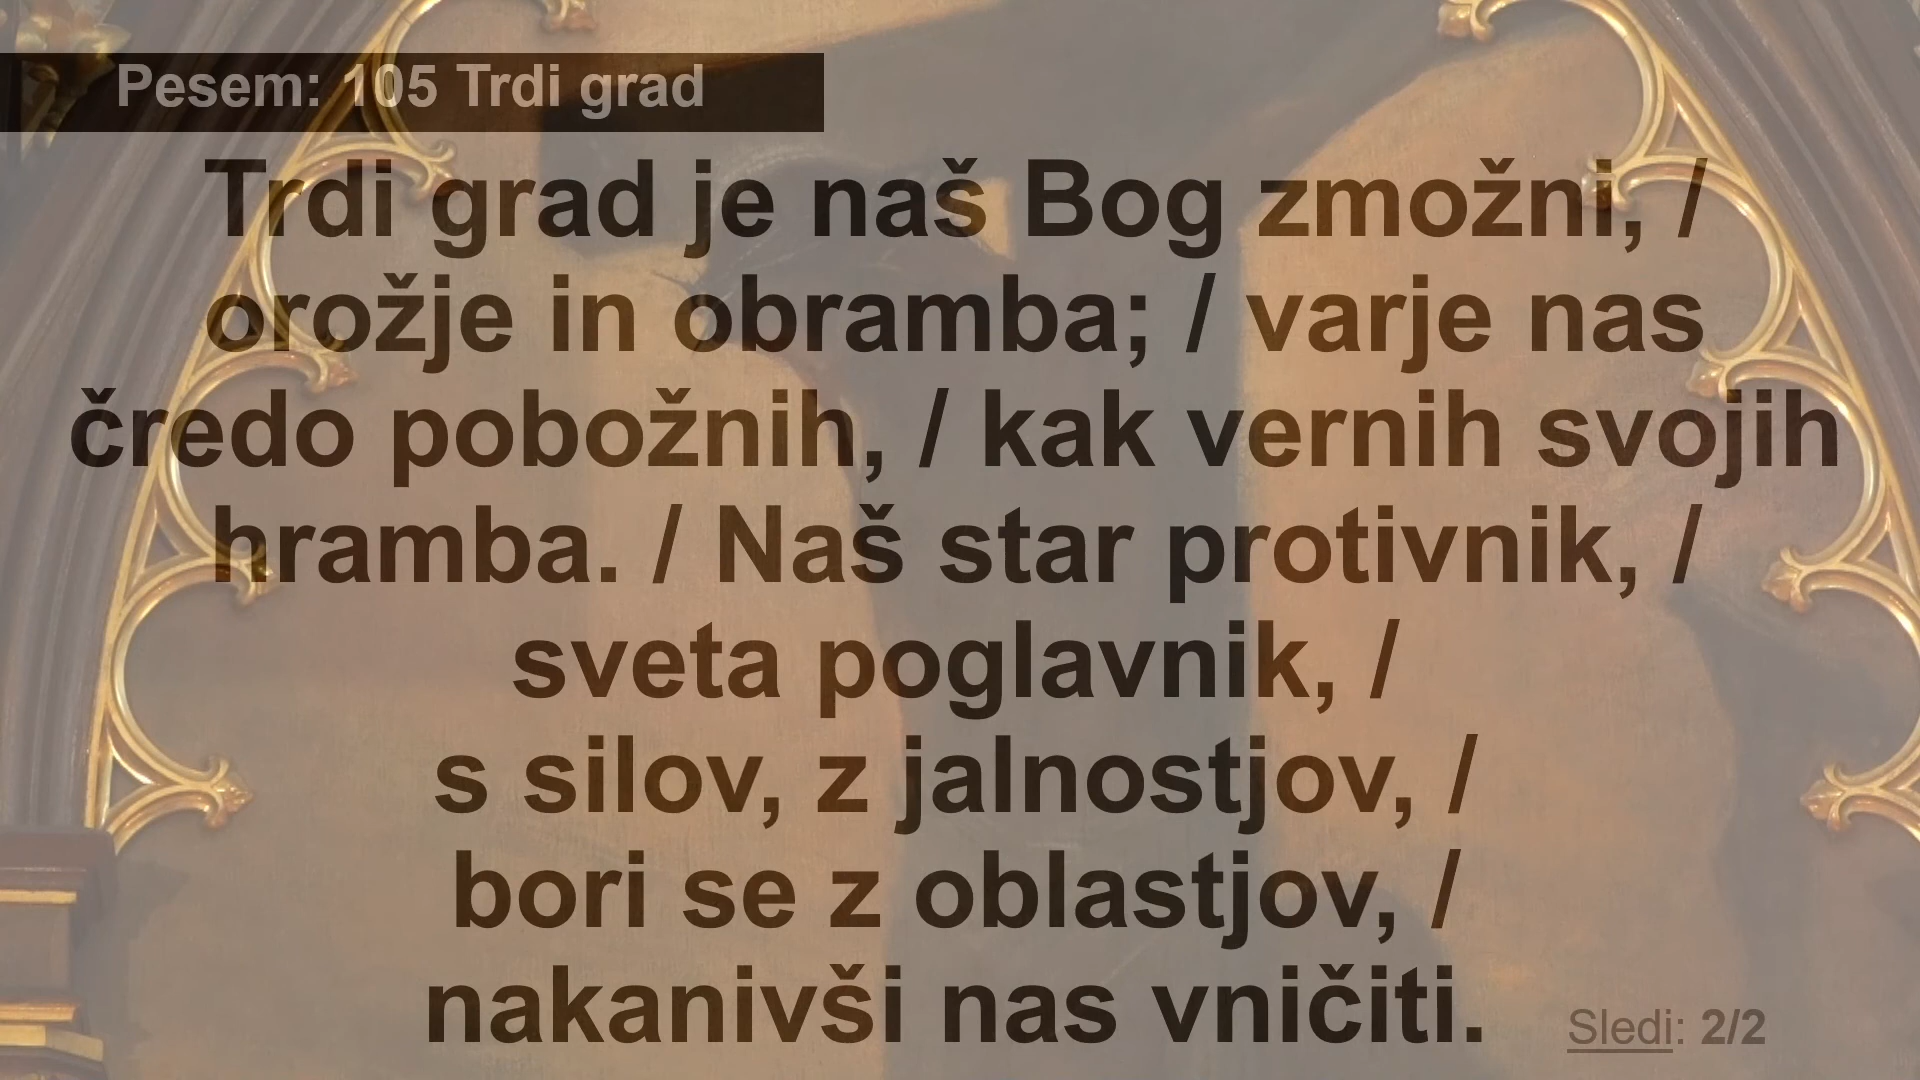 Pesem: 105 Trdi grad
Trdi grad je naš Bog zmožni, /
orožje in obramba; / varje nas
čredo pobožnih, / kak vernih svojih
hramba. / Naš star protivnik, /
sveta poglavnik, /
s silov, z jalnostjov, /
bori se z oblastjov, /
nakanivši nas vničiti.
Sledi: 2/2